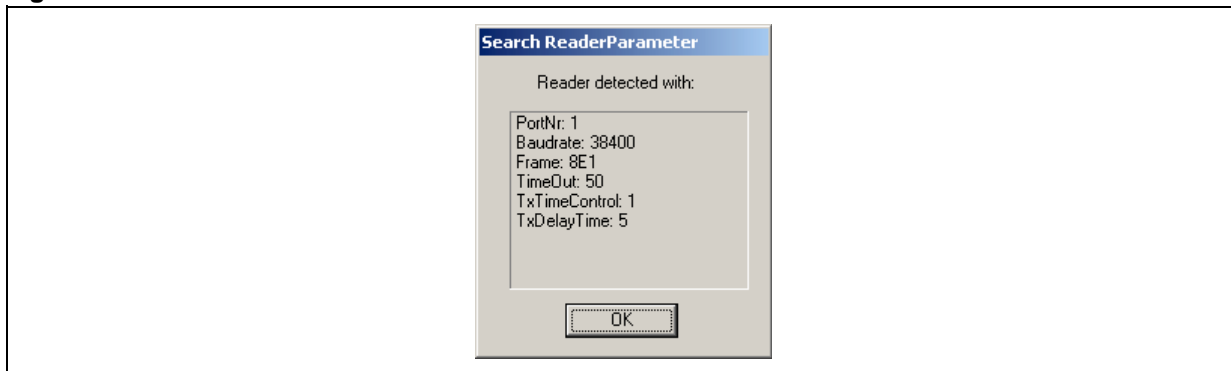 Search ReaderParameter
Reader detected with:
PortNr: 1
Baudrate: 38400
Frame: 8E1
TimeOut: 50
TxTimeControl: 1
TxDelayTime: 5
OK